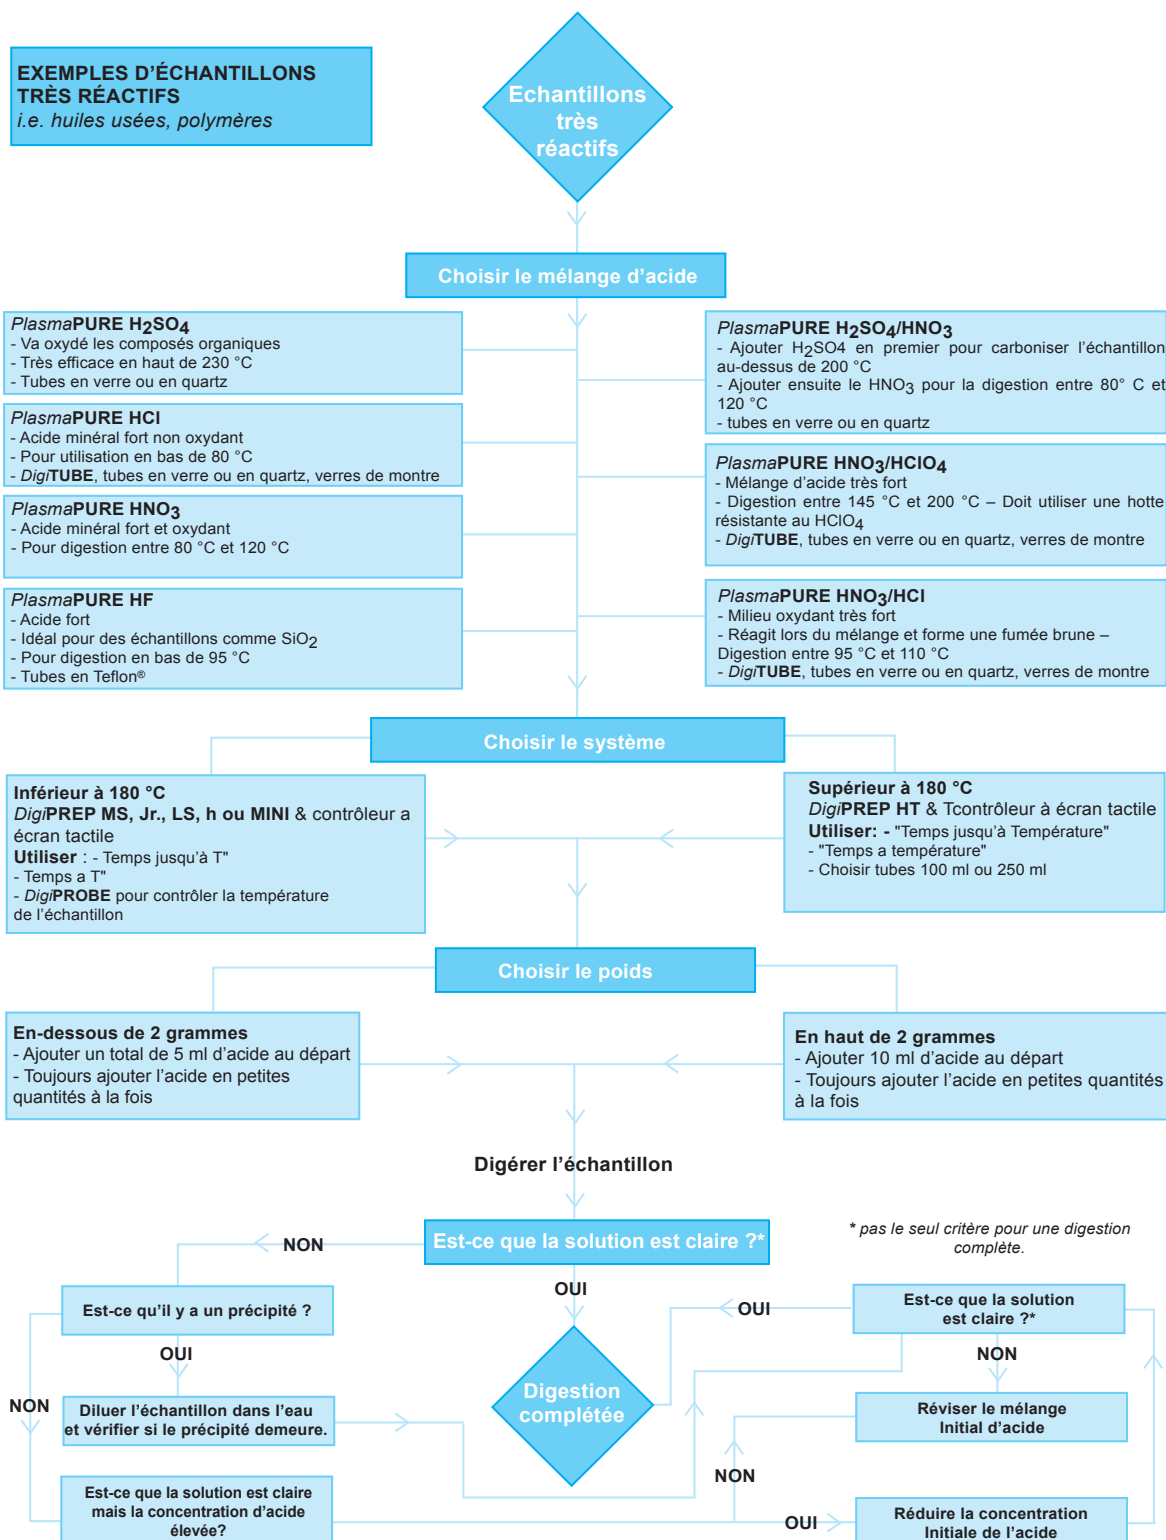 EXEMPLES D'ÉCHANTILLONS
TRÈS RÉACTIFS
i.e. huiles usées, polymères
Echantillons
très
réactifs
Choisir le mélange d'acide
PlasmaPURE H2SO4
- Va oxydé les composés organiques
- Très efficace en haut de 230 °C
- Tubes en verre ou en quartz
PlasmaPURE HCl
- Acide minéral fort non oxydant
- Pour utilisation en bas de 80 °C
- DigiTUBE, tubes en verre ou en quartz, verres de montre
PlasmaPURE HNO3
- Acide minéral fort et oxydant
- Pour digestion entre 80 °C et 120 °C
PlasmaPURE HF
- Acide fort
- Idéal pour des échantillons comme SiO2
- Pour digestion en bas de 95 °C
- Tubes en Teflon®
PlasmaPURE H2SO4/HNO3
- Ajouter H2SO4 en premier pour carboniser l'échantillon
au-dessus de 200 °C
- Ajouter ensuite le HNO3 pour la digestion entre 80° C et
120 °C
- tubes en verre ou en quartz
PlasmaPURE HNO3/HClO4
- Mélange d'acide très fort
- Digestion entre 145 °C et 200 °C – Doit utiliser une hotte
résistante au HClO4
- DigiTUBE, tubes en verre ou en quartz, verres de montre
PlasmaPURE HNO3/HCl
- Milieu oxydant très fort
- Réagit lors du mélange et forme une fumée brune –
Digestion entre 95 °C et 110 °C
- DigiTUBE, tubes en verre ou en quartz, verres de montre
Choisir le système
Inférieur à 180 °C
DigiPREP MS, Jr., LS, h ou MINI & contrôleur a
écran tactile
Utiliser : - Temps jusqu'à T"
- Temps a T"
- DigiPROBE pour contrôler la température
de l'échantillon
Supérieur à 180 °C
DigiPREP HT & Tcontrôleur à écran tactile
Utiliser: - "Temps jusqu'à Température"
- "Temps a température"
- Choisir tubes 100 ml ou 250 ml
Choisir le poids
En-dessous de 2 grammes
- Ajouter un total de 5 ml d'acide au départ
- Toujours ajouter l'acide en petites
quantités à la fois
En haut de 2 grammes
- Ajouter 10 ml d'acide au départ
- Toujours ajouter l'acide en petites quantités
à la fois
Digérer l'échantillon
Est-ce que la solution est claire ?*
* pas le seul critère pour une digestion
complète.
NON
OUI
Est-ce qu'il y a un précipité ?
OUI
NON
Diluer l'échantillon dans l'eau
et vérifier si le précipité demeure.
Est-ce que la solution est claire
mais la concentration d'acide
élevée?
Digestion
complétée
OUI
Est-ce que la solution
est claire ?*
NON
Réviser le mélange
Initial d'acide
NON
OUI
Réduire la concentration
Initiale de l'acide